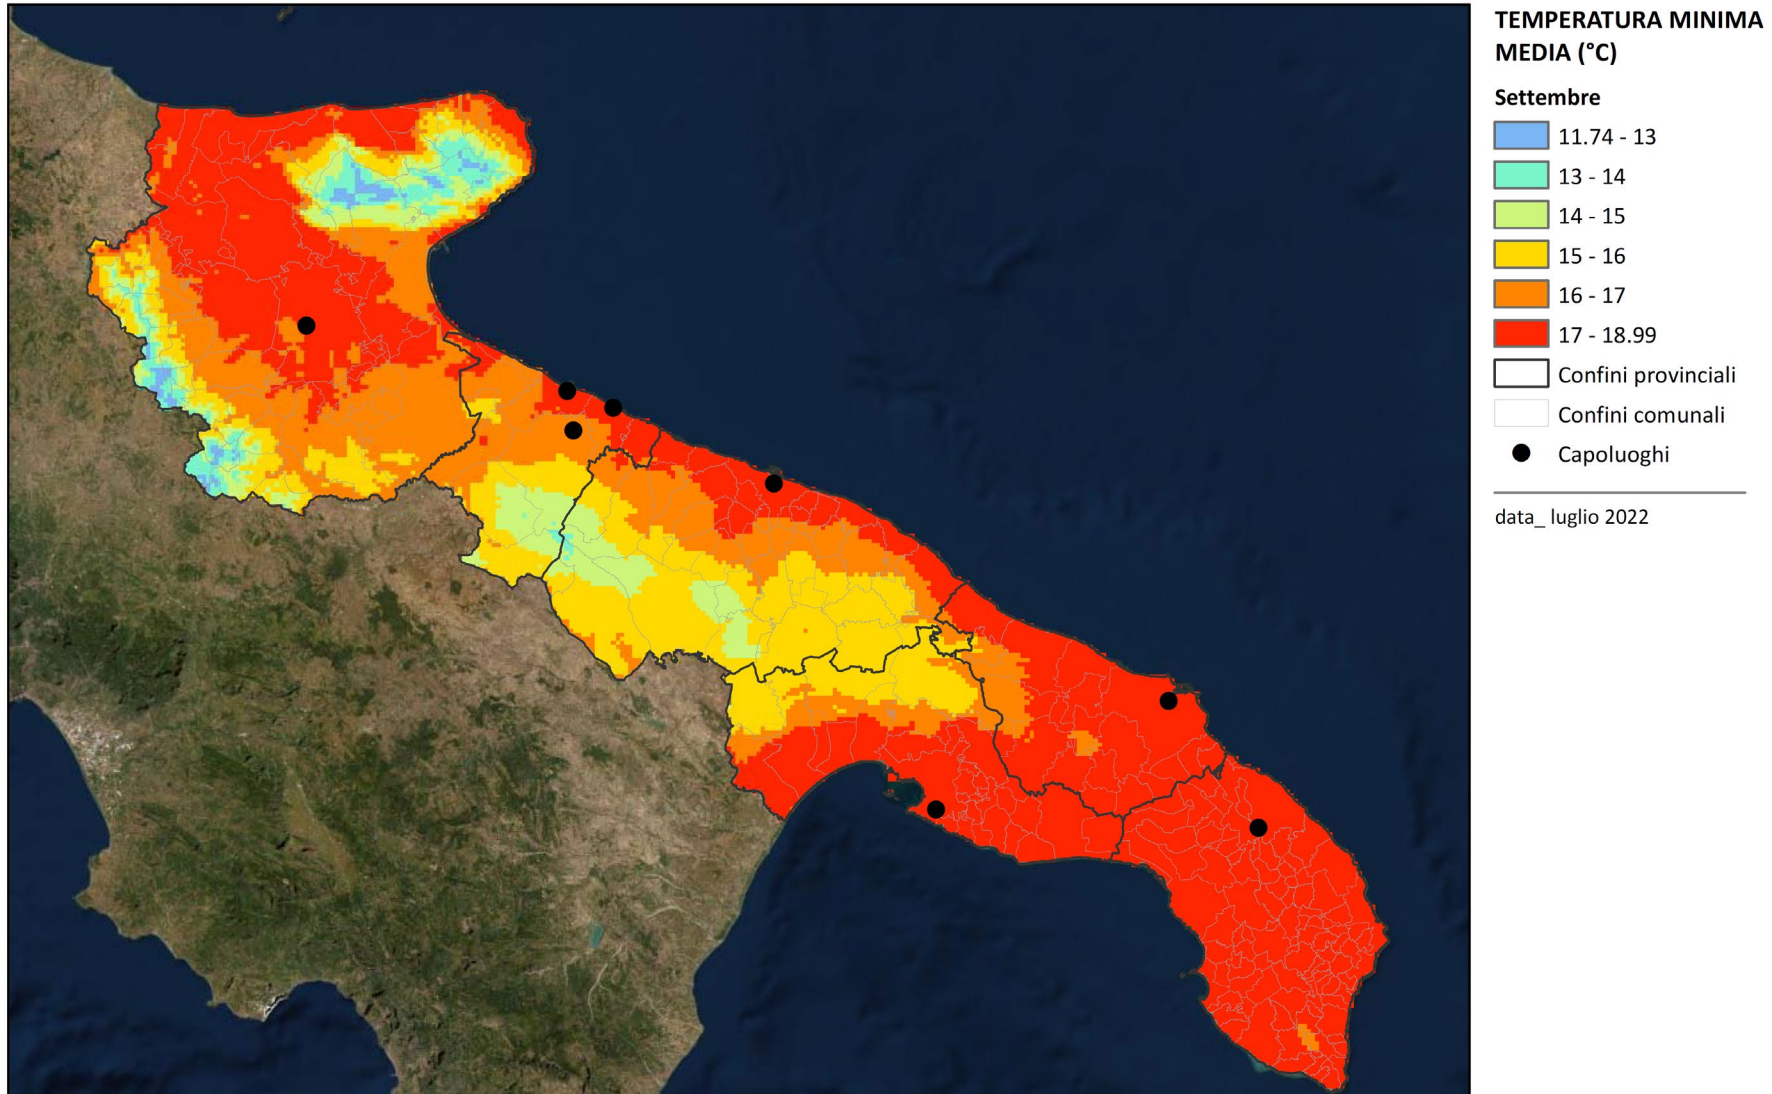 TEMPERATURA MINIMA
MEDIA (°C)
Settembre
11.74 - 13
13 - 14
14 - 15
15 - 16
16 - 17
17 - 18.99
Confini provinciali
Confini comunali
Capoluoghi
data_ luglio 2022